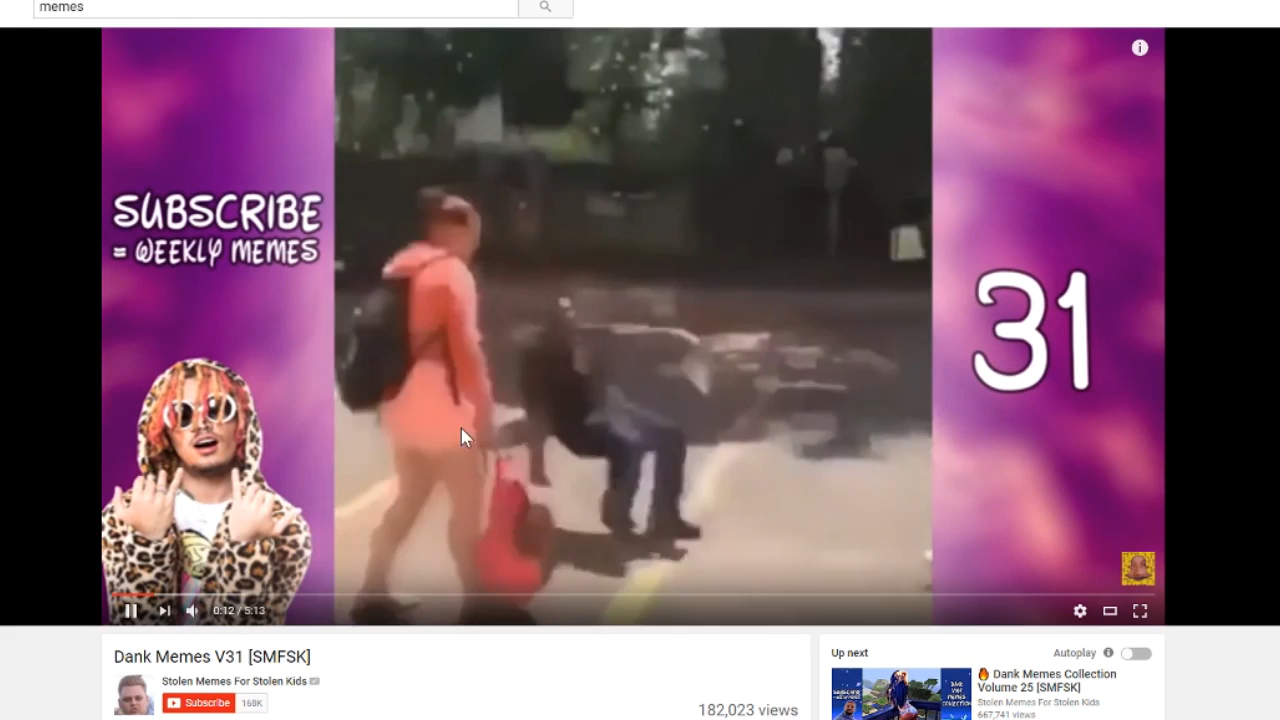 memes
SUBSCRIBE
= WEEKLY MEMES
31
0:12 / 5:13
Dank Memes V31 [SMFSK]
Stolen Memes For Stolen Kids
Subscribe 168K
182,023 views
Up next
Autoplay
Dank Memes Collection
Volume 25 [SMFSK]
Stolen Memes For Stolen Kids
667,741 views